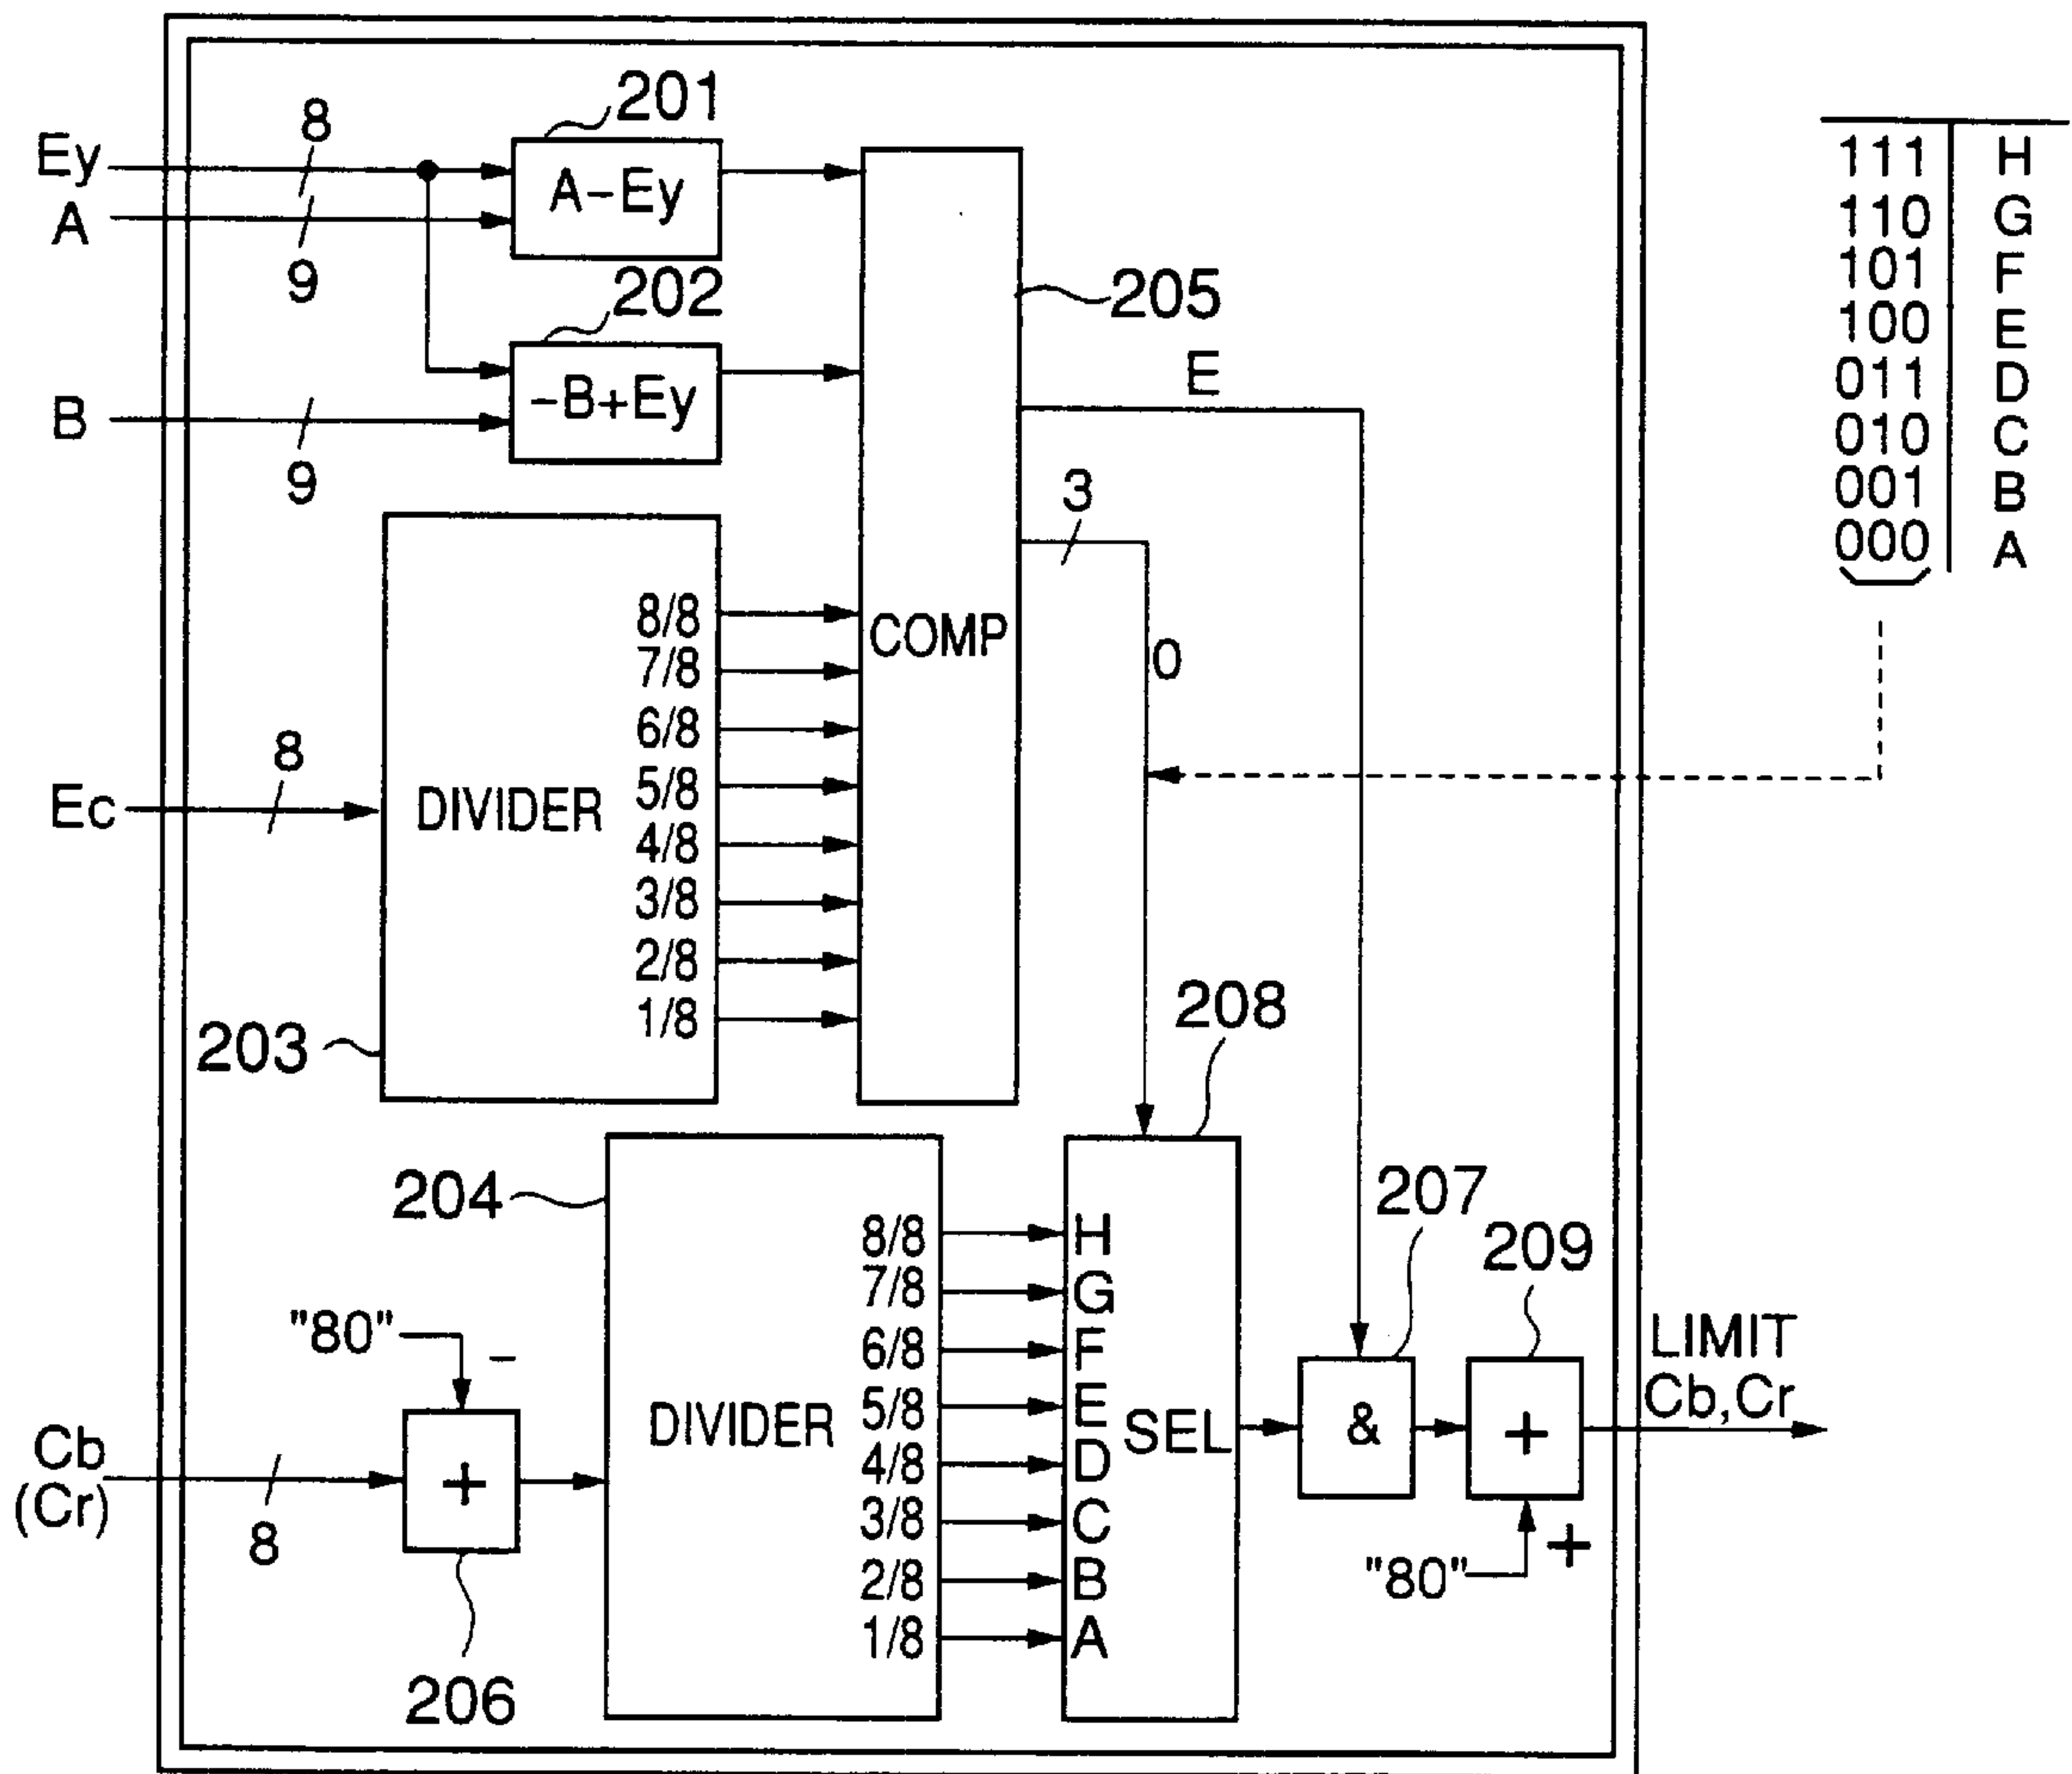 201
8
Ey
A-Ey
A
9
202
205
-B+Ey
B
9
E
3
0
111 H
110 G
101 F
100 E
011 D
010 C
001 B
000 A
8/8
7/8
6/8
5/8
4/8
3/8
2/8
1/8
COMP
8
Ec
DIVIDER
203
208
204
207
209
8/8 H
7/8 G
6/8 F
5/8 E
4/8 D
3/8 C
2/8 B
1/8 A
DIVIDER
SEL
&
+
LIMIT
Cb,Cr
"80"
-
Cb
(Cr)
8
+
"80"
+
206